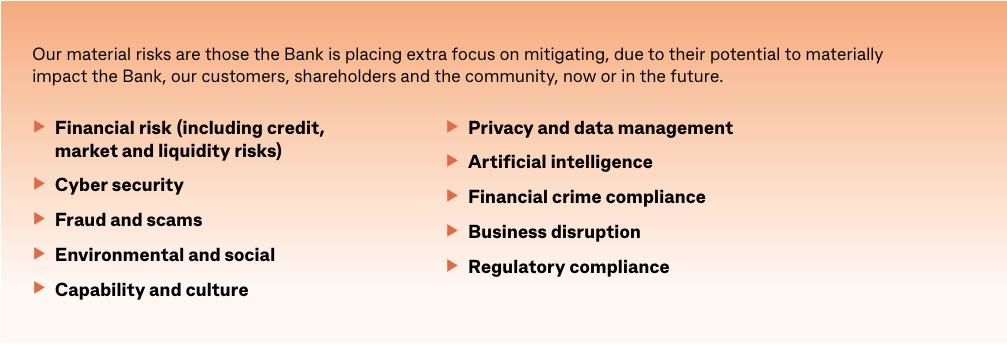 Our material risks are those the Bank is placing extra focus on mitigating, due to their potential to materially
impact the Bank, our customers, shareholders and the community, now or in the future.
Financial risk (including credit,
market and liquidity risks)
Cyber security
Fraud and scams
Environmental and social
Capability and culture
Privacy and data management
Artificial intelligence
Financial crime compliance
Business disruption
Regulatory compliance